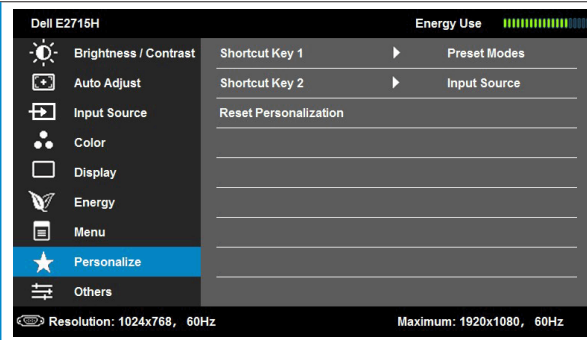 Dell E2715H Energy Use
Brightness / Contrast Shortcut Key 1 Preset Modes
Auto Adjust Shortcut Key 2 Input Source
Input Source Reset Personalization
Color
Display
Energy
Menu
Personalize
Others
Resolution: 1024x768, 60Hz Maximum: 1920x1080, 60Hz